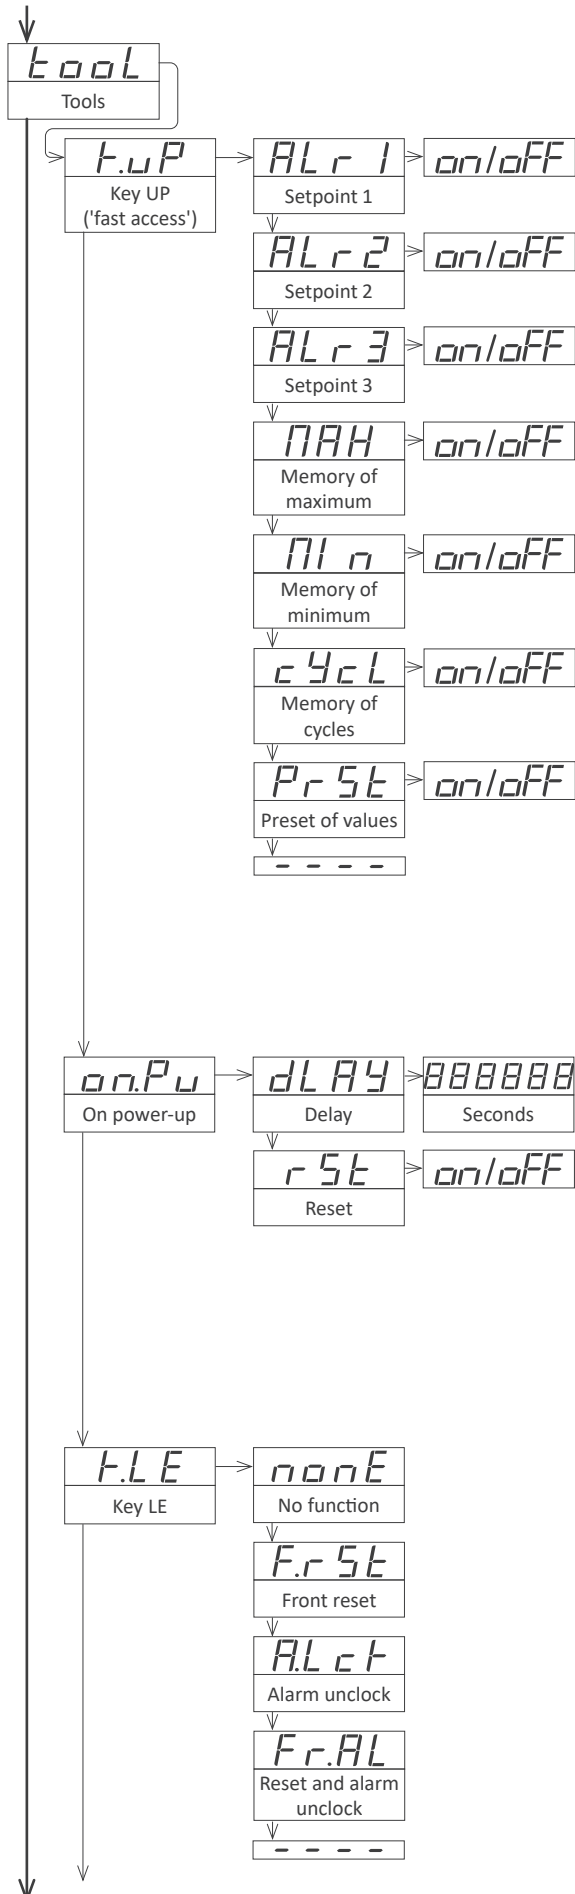 tooL
Tools
K.uP
Key UP
('fast access')
ALr1
on/oFF
Setpoint 1
ALr2
on/oFF
Setpoint 2
ALr3
on/oFF
Setpoint 3
MAX
on/oFF
Memory of
maximum
MIn
on/oFF
Memory of
minimum
cYcL
on/oFF
Memory of
cycles
PrSt
on/oFF
Preset of values
- - - -
on.Pu
dLAY
888888
On power-up
Delay
Seconds
rSt
on/oFF
Reset
K.LE
nonE
Key LE
No function
F.rSt
Front reset
A.LcK
Alarm unclock
Fr.AL
Reset and alarm
unclock
- - - -